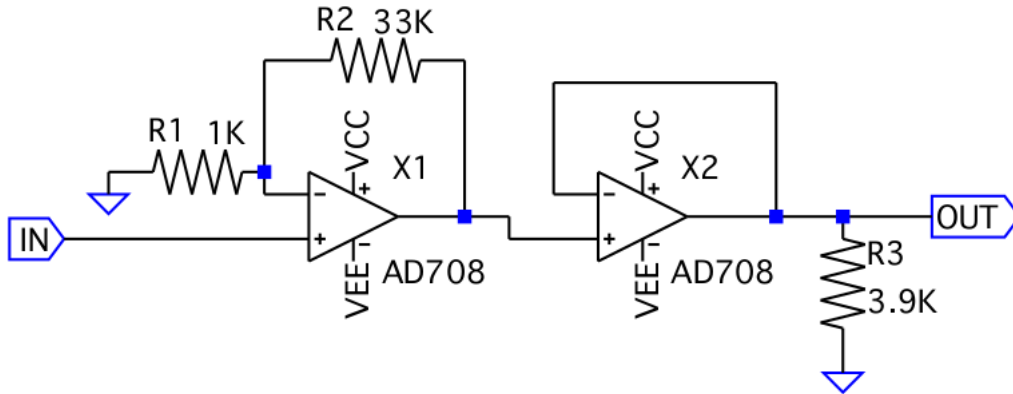 R2 33K
R1 1K
VCC
X1
VCC
X2
IN
OUT
VEE
AD708
VEE
AD708
R3
3.9K